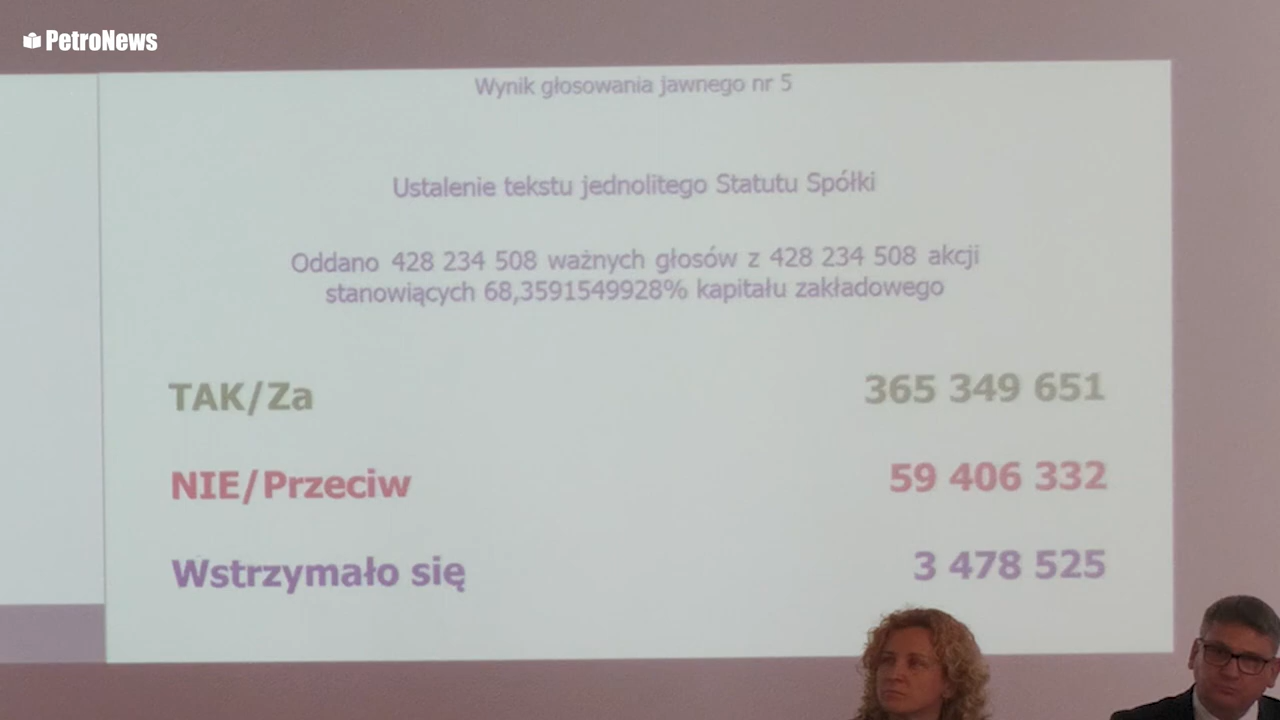 PetroNews
Wynik głosowania jawnego nr 5
Ustalenie tekstu jednolitego Statutu Spółki
Oddano 428 234 508 ważnych głosów z 428 234 508 akcji
stanowiących 68,3591549928% kapitału zakładowego
TAK/Za 365 349 651
NIE/Przeciw 59 406 332
Wstrzymało się 3 478 525